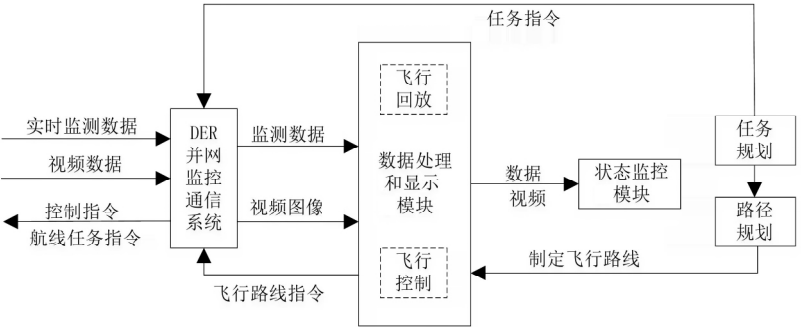 任务指令
飞行
回放
实时监测数据
DER
并网
监控
通信
系统
监测数据
任务
规划
视频数据
数据处理
和显示
模块
数据
视频
状态监控
模块
控制指令
航线任务指令
视频图像
路径
规划
飞行
控制
制定飞行路线
飞行路线指令